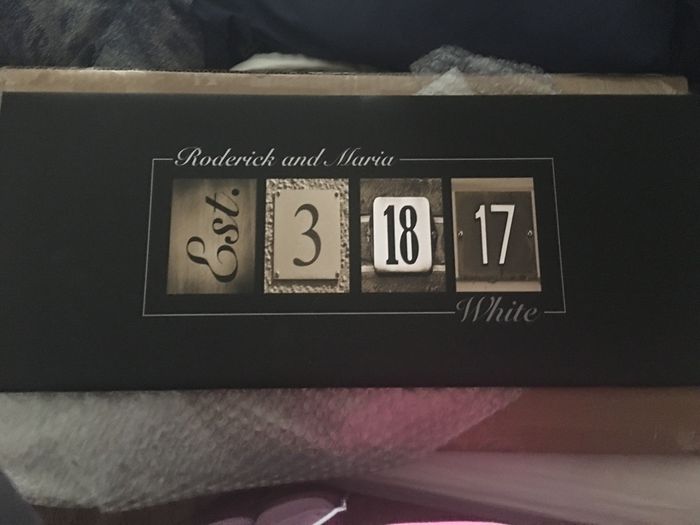 Roderick and Maria
Est. 3 18 17
White